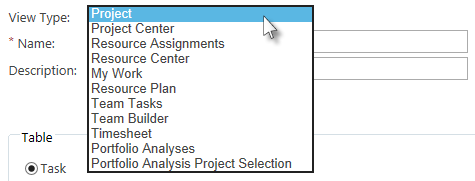 View Type: Project
Project Center
* Name: Resource Assignments
Resource Center
Description: My Work
Resource Plan
Team Tasks
Team Builder
Timesheet
Table Portfolio Analyses
Portfolio Analysis Project Selection
Task